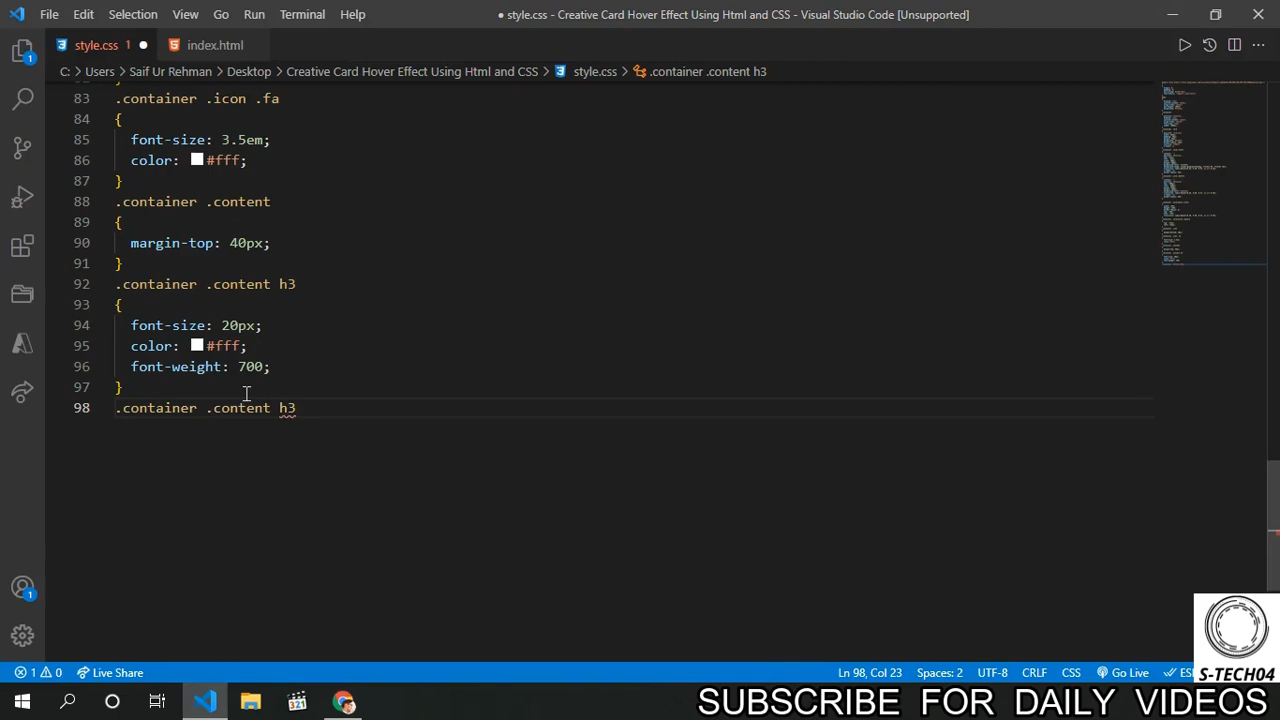 File Edit Selection View Go Run Terminal Help
● style.css - Creative Card Hover Effect Using Html and CSS - Visual Studio Code [Unsupported]
style.css 1 ● index.html
C: > Users > Saif Ur Rehman > Desktop > Creative Card Hover Effect Using Html and CSS > style.css > .container .content h3
83 .container .icon .fa
84 {
85 font-size: 3.5em;
86 color: #fff;
87 }
88 .container .content
89 {
90 margin-top: 40px;
91 }
92 .container .content h3
93 {
94 font-size: 20px;
95 color: #fff;
96 font-weight: 700;
97 }
98 .container .content h3
1
1
1 0 Live Share Ln 98, Col 23 Spaces: 2 UTF-8 CRLF CSS Go Live
S-TECH04
321
SUBSCRIBE FOR DAILY VIDEOS